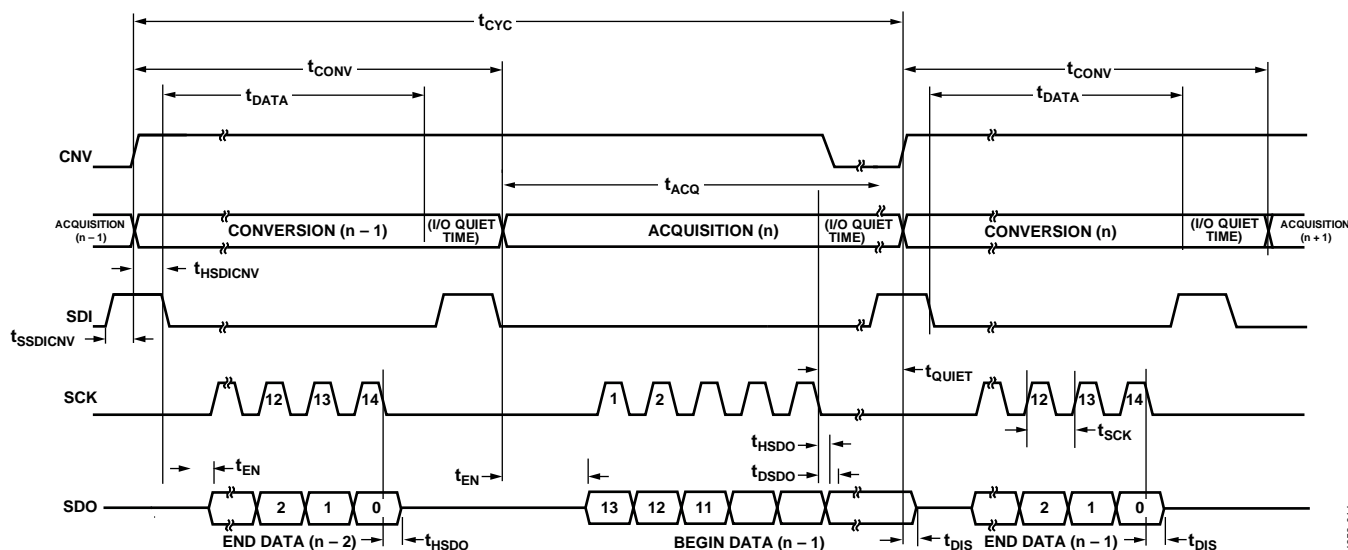 tCYC
tCONV tCONV
tDATA tDATA
CNV
tACQ
ACQUISITION (n – 1) CONVERSION (n – 1) (I/O QUIET TIME) ACQUISITION (n) (I/O QUIET TIME) CONVERSION (n) (I/O QUIET TIME) ACQUISITION (n + 1)
tHSDICNV
SDI
tSSDICNV
tQUIET
SCK 12 13 14 1 2 12 13 14
tSCK
tHSDO
tEN tEN tDSDO
SDO 2 1 0 13 12 11 2 1 0
END DATA (n – 2) tHSDO BEGIN DATA (n – 1) tDIS END DATA (n – 1) tDIS